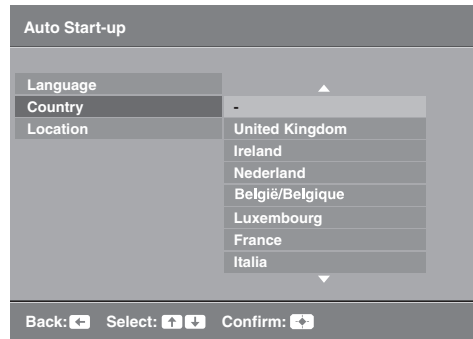 Auto Start-up
Language
Country
Location
-
United Kingdom
Ireland
Nederland
België/Belgique
Luxembourg
France
Italia
Back: Select: Confirm: